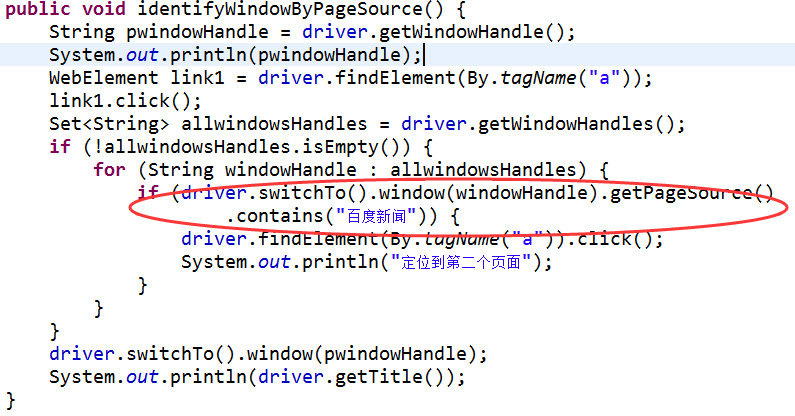 public void identifyWindowByPageSource() {
    String pwindowHandle = driver.getWindowHandle();
    System.out.println(pwindowHandle);
    WebElement link1 = driver.findElement(By.tagName("a"));
    link1.click();
    Set<String> allwindowsHandles = driver.getWindowHandles();
    if (!allwindowsHandles.isEmpty()) {
        for (String windowHandle : allwindowsHandles) {
            if (driver.switchTo().window(windowHandle).getPageSource()
                    .contains("百度新闻")) {
                driver.findElement(By.tagName("a")).click();
                System.out.println("定位到第二个页面");
            }
        }
    }
    driver.switchTo().window(pwindowHandle);
    System.out.println(driver.getTitle());
}